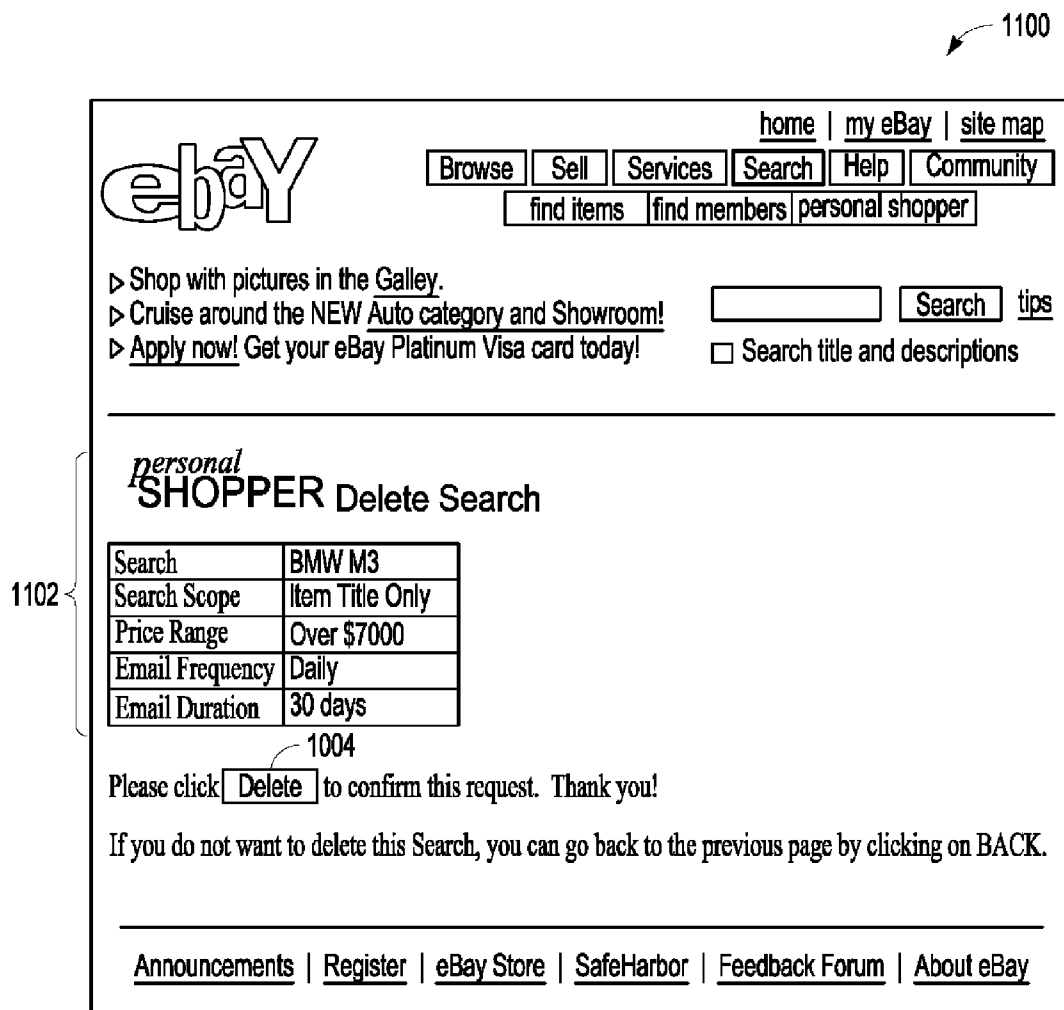 1100
home | my eBay | site map
ebaY
Browse Sell Services Search Help Community
find items find members personal shopper
Shop with pictures in the Galley.
Cruise around the NEW Auto category and Showroom!
Apply now! Get your eBay Platinum Visa card today!
Search tips
Search title and descriptions
personal
SHOPPER Delete Search
1102
Search BMW M3
Search Scope Item Title Only
Price Range Over $7000
Email Frequency Daily
Email Duration 30 days
1004
Please click Delete to confirm this request. Thank you!
If you do not want to delete this Search, you can go back to the previous page by clicking on BACK.
Announcements | Register | eBay Store | SafeHarbor | Feedback Forum | About eBay